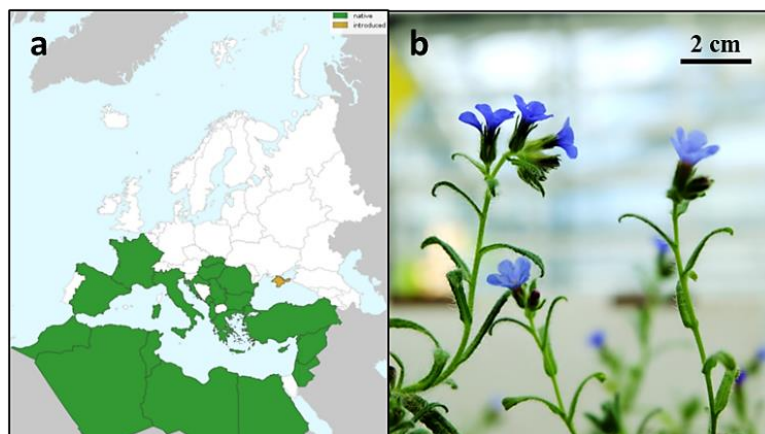 a
native
introduced
b
2 cm